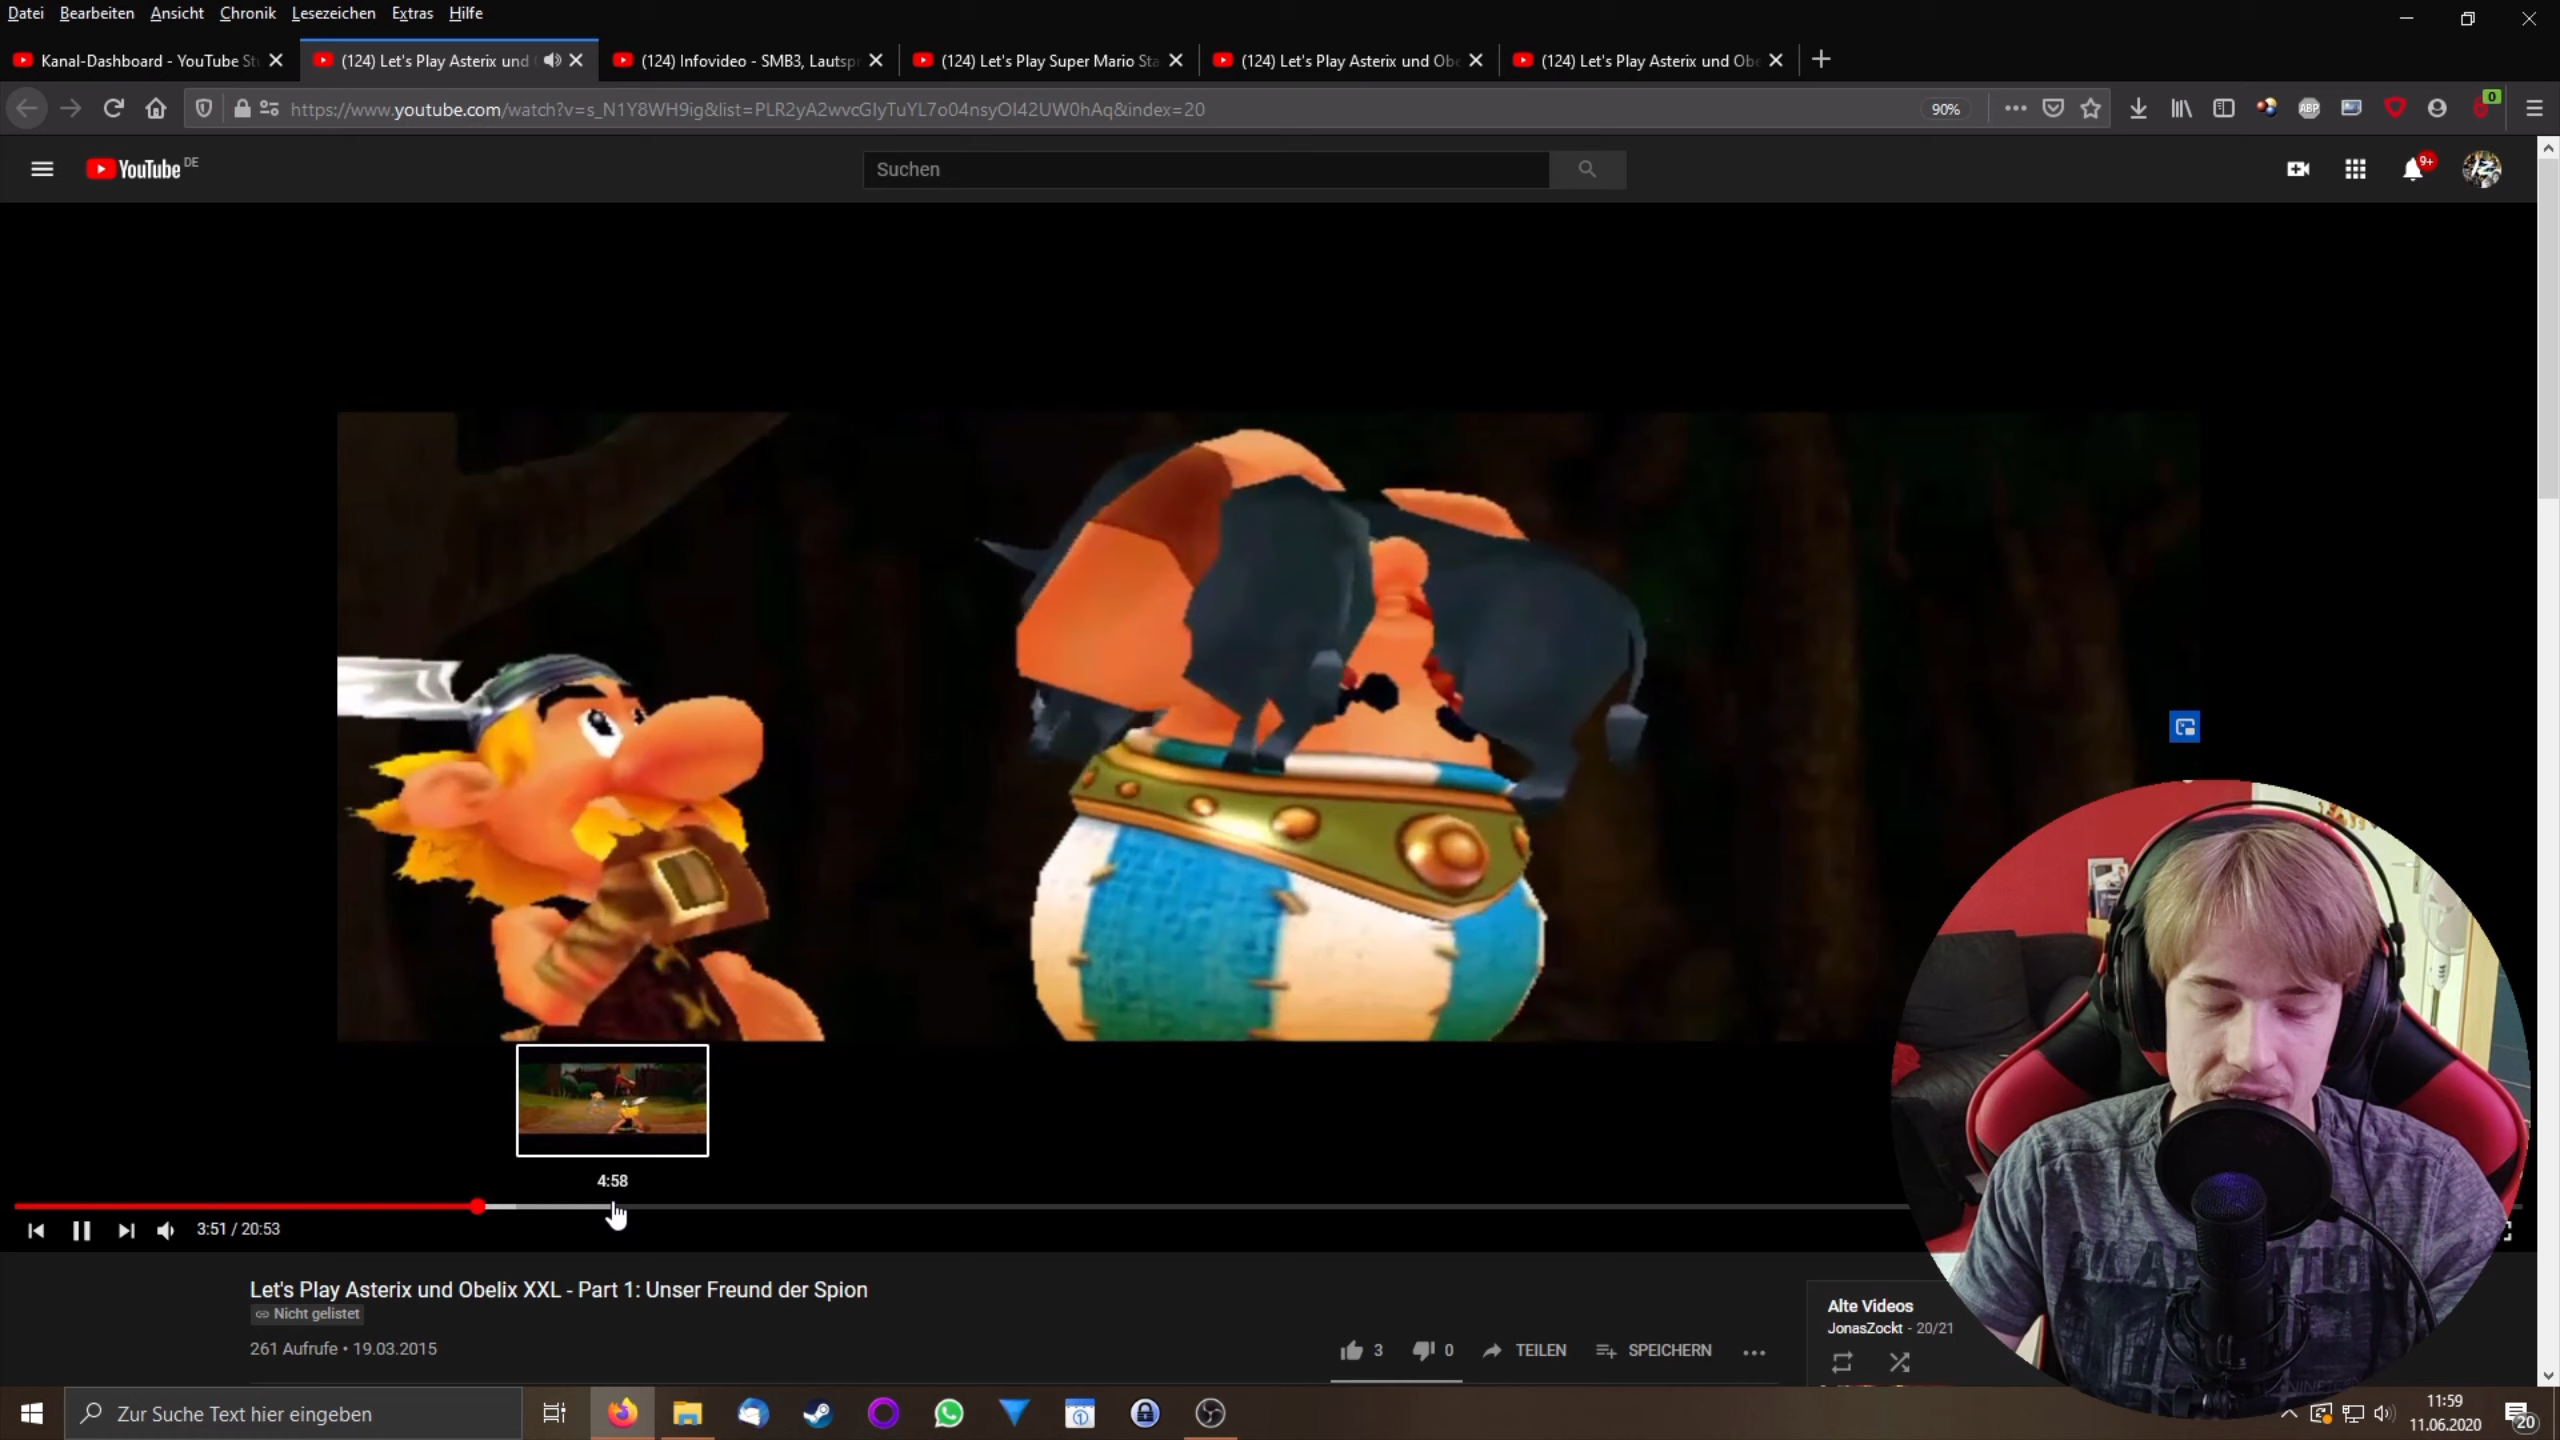 Datei Bearbeiten Ansicht Chronik Lesezeichen Extras Hilfe
Kanal-Dashboard - YouTube St
(124) Let's Play Asterix und
(124) Infovideo - SMB3, Lautspr
(124) Let's Play Super Mario Sta
(124) Let's Play Asterix und Obe
(124) Let's Play Asterix und Obe
https://www.youtube.com/watch?v=s_N1Y8WH9ig&list=PLR2yA2wvcGIyTuYL7o04nsyOI42UW0hAq&index=20
90%
ABP
0
YouTube DE
Suchen
9+
4:58
3:51 / 20:53
Let's Play Asterix und Obelix XXL - Part 1: Unser Freund der Spion
Nicht gelistet
261 Aufrufe • 19.03.2015
3
0
TEILEN
SPEICHERN
Alte Videos
JonasZockt - 20/21
Zur Suche Text hier eingeben
11:59
11.06.2020
20